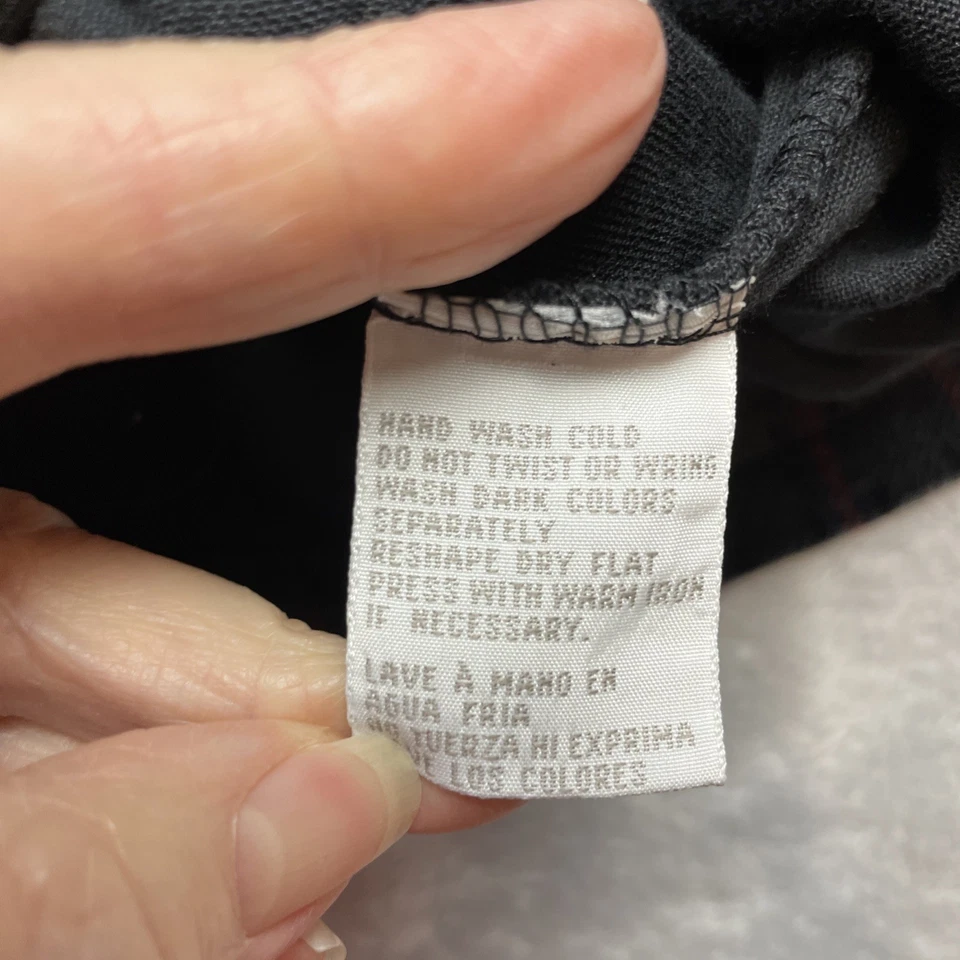 HAND WASH COLD
DO NOT TWIST OR WRING
WASH DARK COLORS
SEPARATELY
RESHAPE DRY FLAT
PRESS WITH WARM IRON
IF NECESSARY.
LAVE À MANO EN
AGUA FRIA
NI EXPRIMA
LOS COLORES